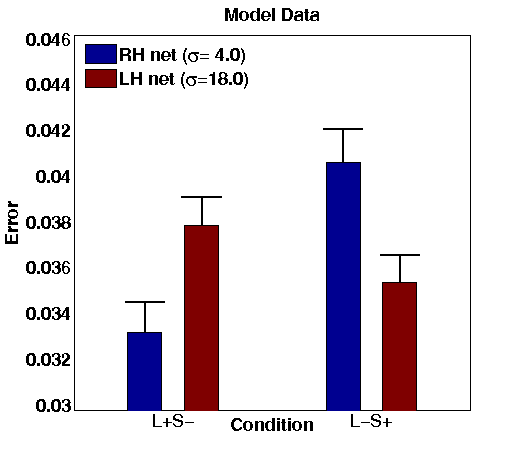 Model Data
0.046
0.044
0.042
0.04
0.038
0.036
0.034
0.032
0.03
Error
RH net (σ= 4.0)
LH net (σ=18.0)
L+S−
L−S+
Condition